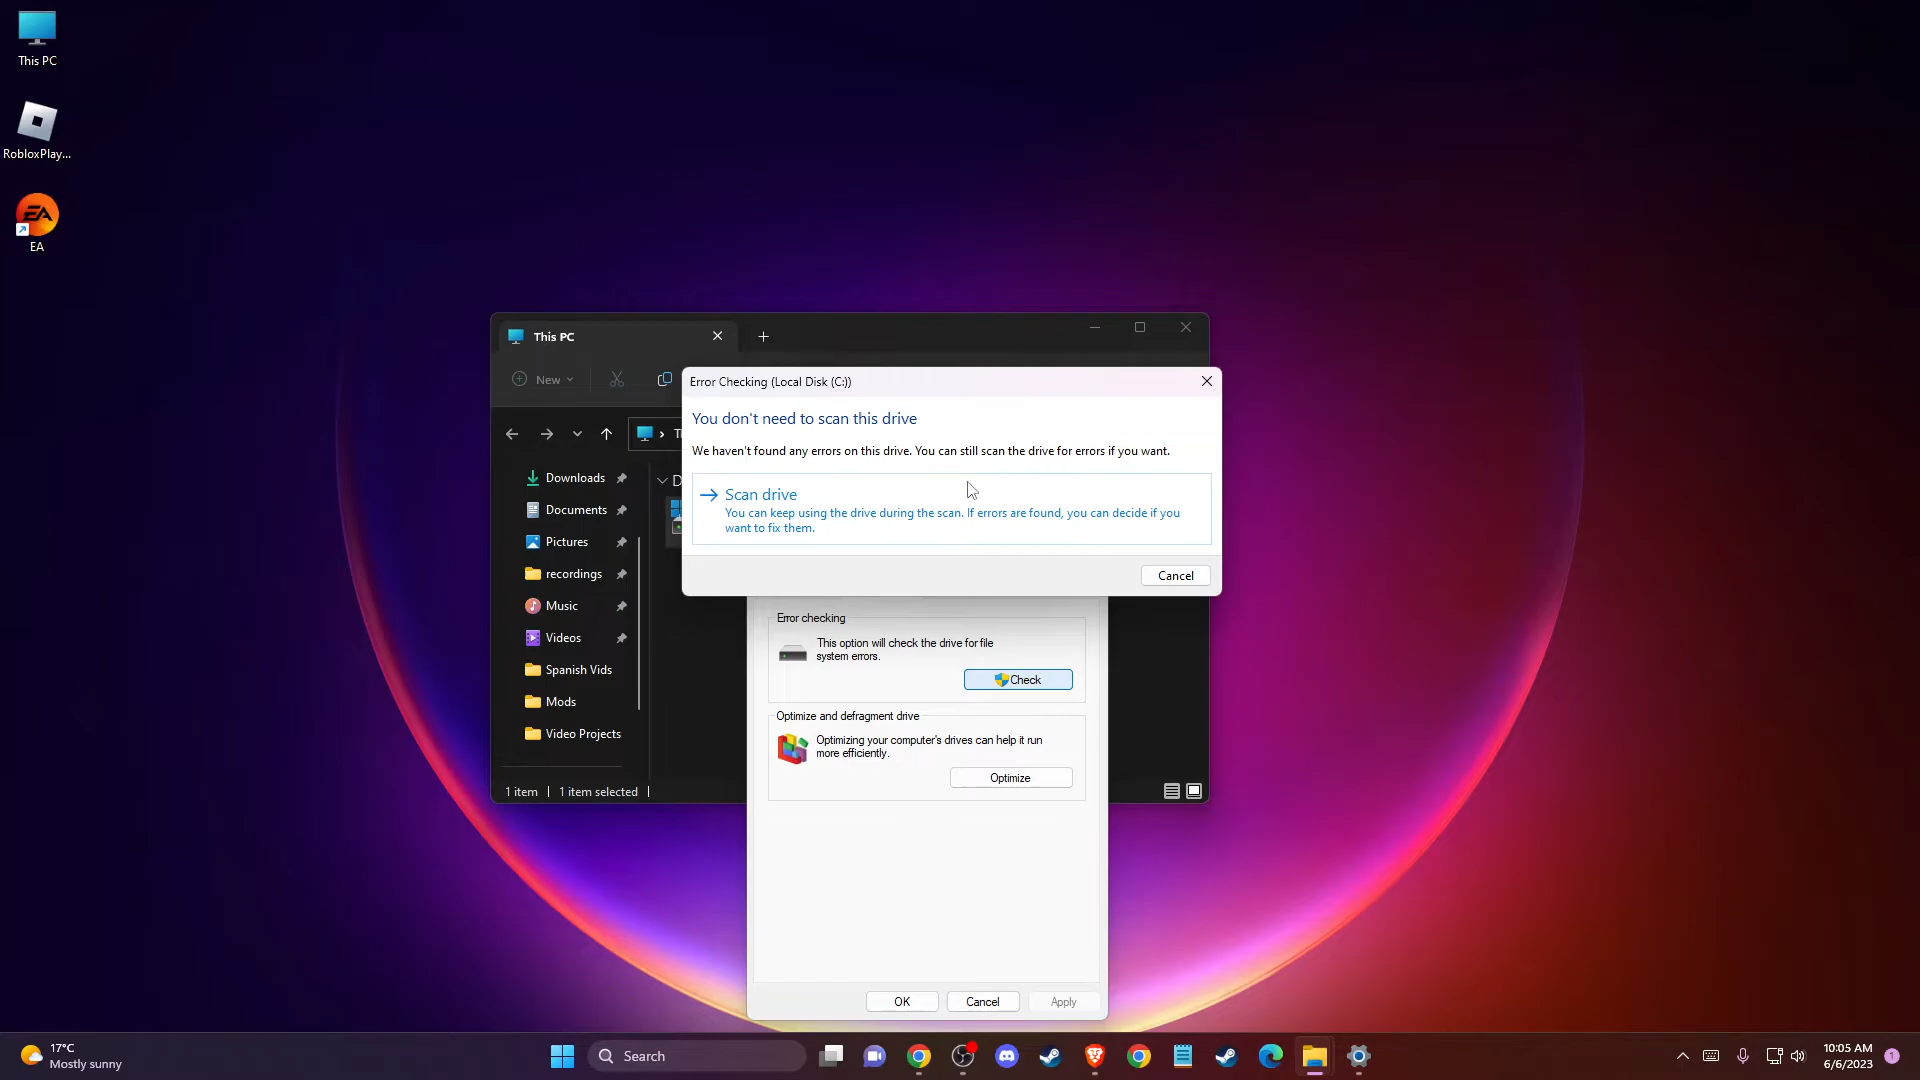 This PC
RobloxPlay...
EA
This PC
New
Error Checking (Local Disk (C:))
You don't need to scan this drive
We haven't found any errors on this drive. You can still scan the drive for errors if you want.
Scan drive
You can keep using the drive during the scan. If errors are found, you can decide if you
want to fix them.
Cancel
Downloads
Documents
Pictures
recordings
Music
Videos
Spanish Vids
Mods
Video Projects
1 item
1 item selected
Error checking
This option will check the drive for file
system errors.
Check
Optimize and defragment drive
Optimizing your computer's drives can help it run
more efficiently.
Optimize
OK
Cancel
Apply
17°C
Mostly sunny
Search
10:05 AM
6/6/2023
1